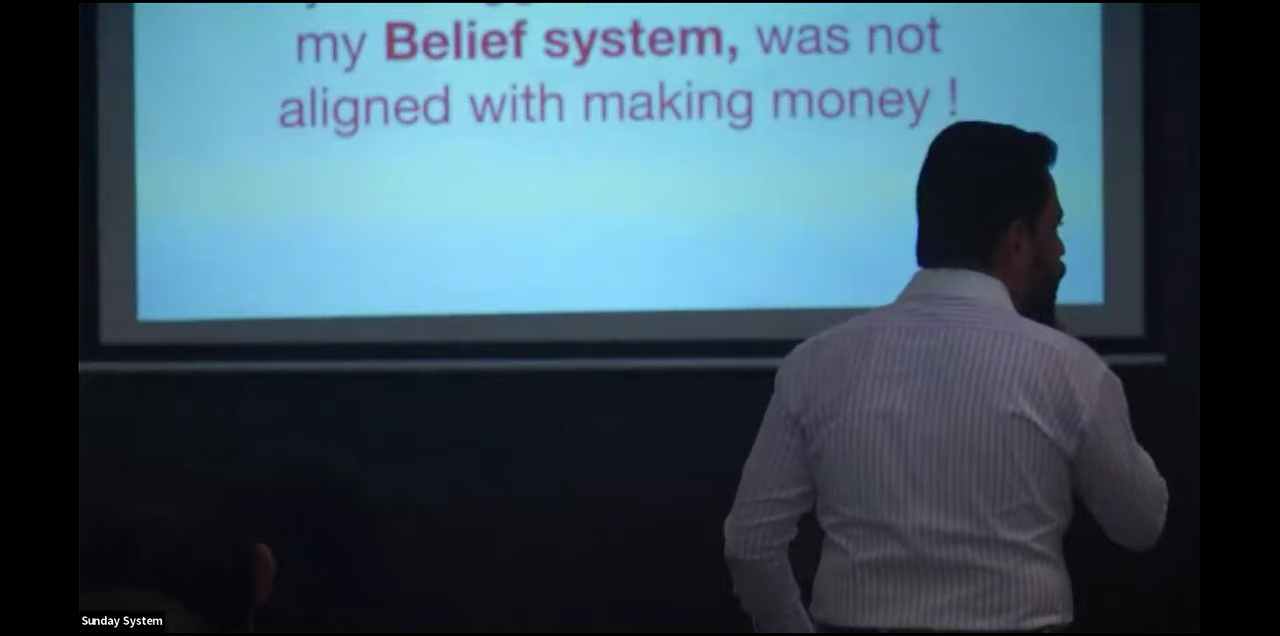 my Belief system, was not
aligned with making money !
Sunday System